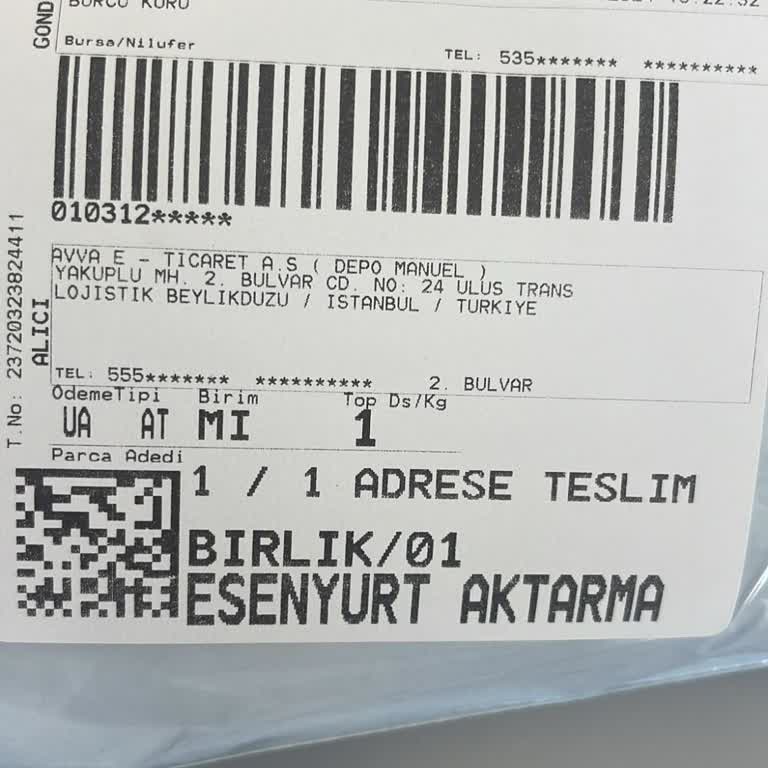 BURCU KORU
GOND
Bursa/Nilufer
TEL: 535******* **********
010312*****
T.No: 23720323824411
ALICI
AVVA E - TICARET A.S ( DEPO MANUEL )
YAKUPLU MH. 2. BULVAR CD. NO: 24 ULUS TRANS
LOJISTIK BEYLIKDUZU / ISTANBUL / TURKIYE
TEL: 555******* ********** 2. BULVAR
OdemeTipi Birim Top Ds/Kg
UA AT MI 1
Parca Adedi
1 / 1 ADRESE TESLIM
BIRLIK/01
ESENYURT AKTARMA